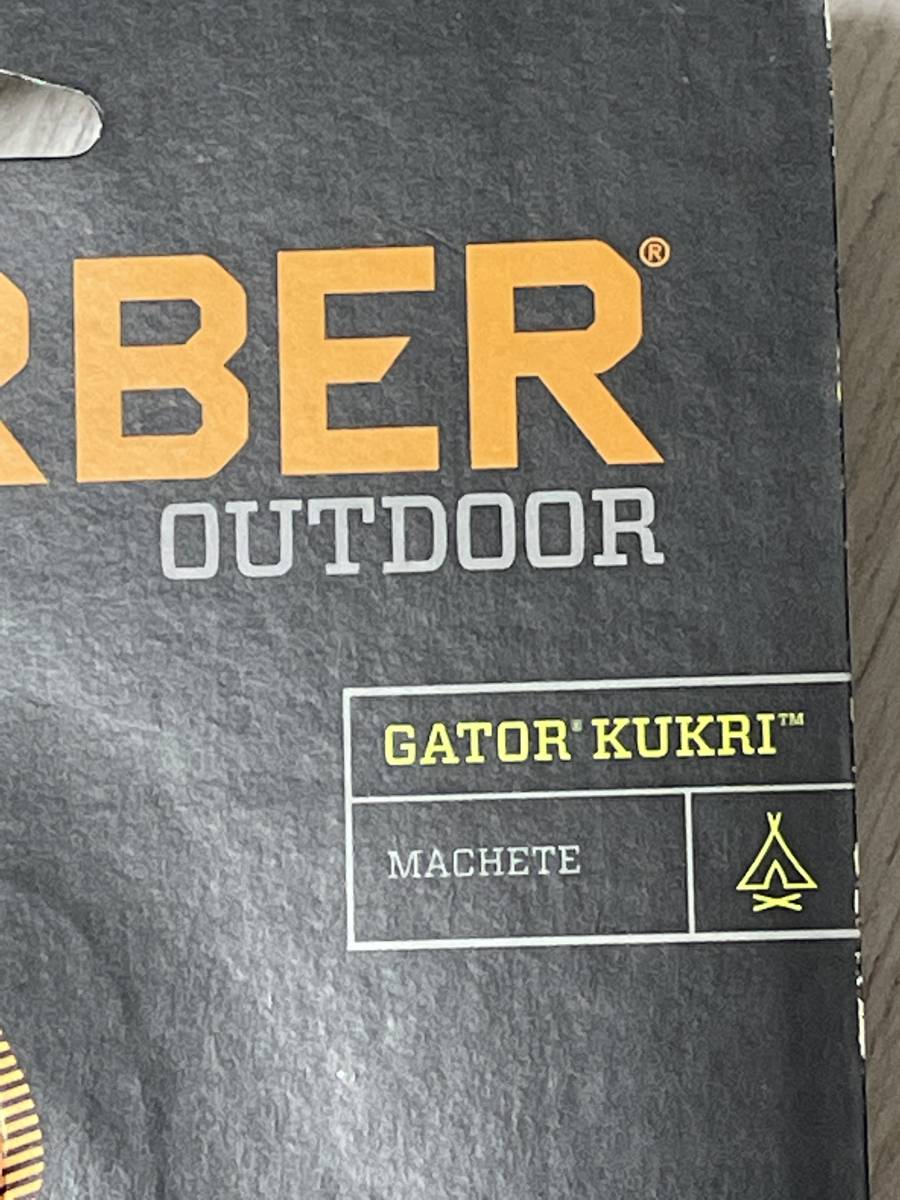 RBER®
OUTDOOR
GATOR® KUKRI™
MACHETE